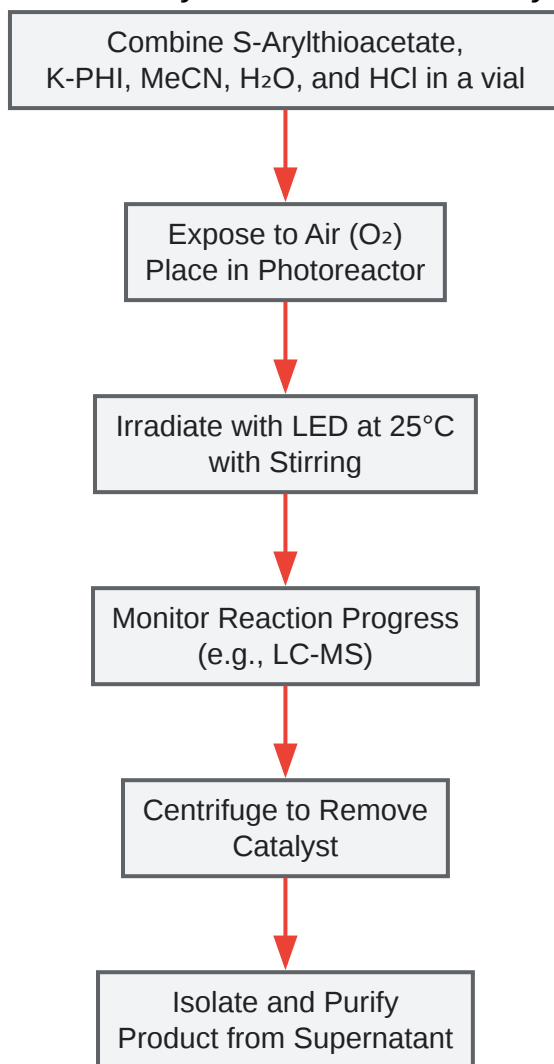 Combine S-Arylthioacetate,
K-PHI, MeCN, H₂O, and HCl in a vial
Expose to Air (O₂)
Place in Photoreactor
Irradiate with LED at 25°C
with Stirring
Monitor Reaction Progress
(e.g., LC-MS)
Centrifuge to Remove
Catalyst
Isolate and Purify
Product from Supernatant